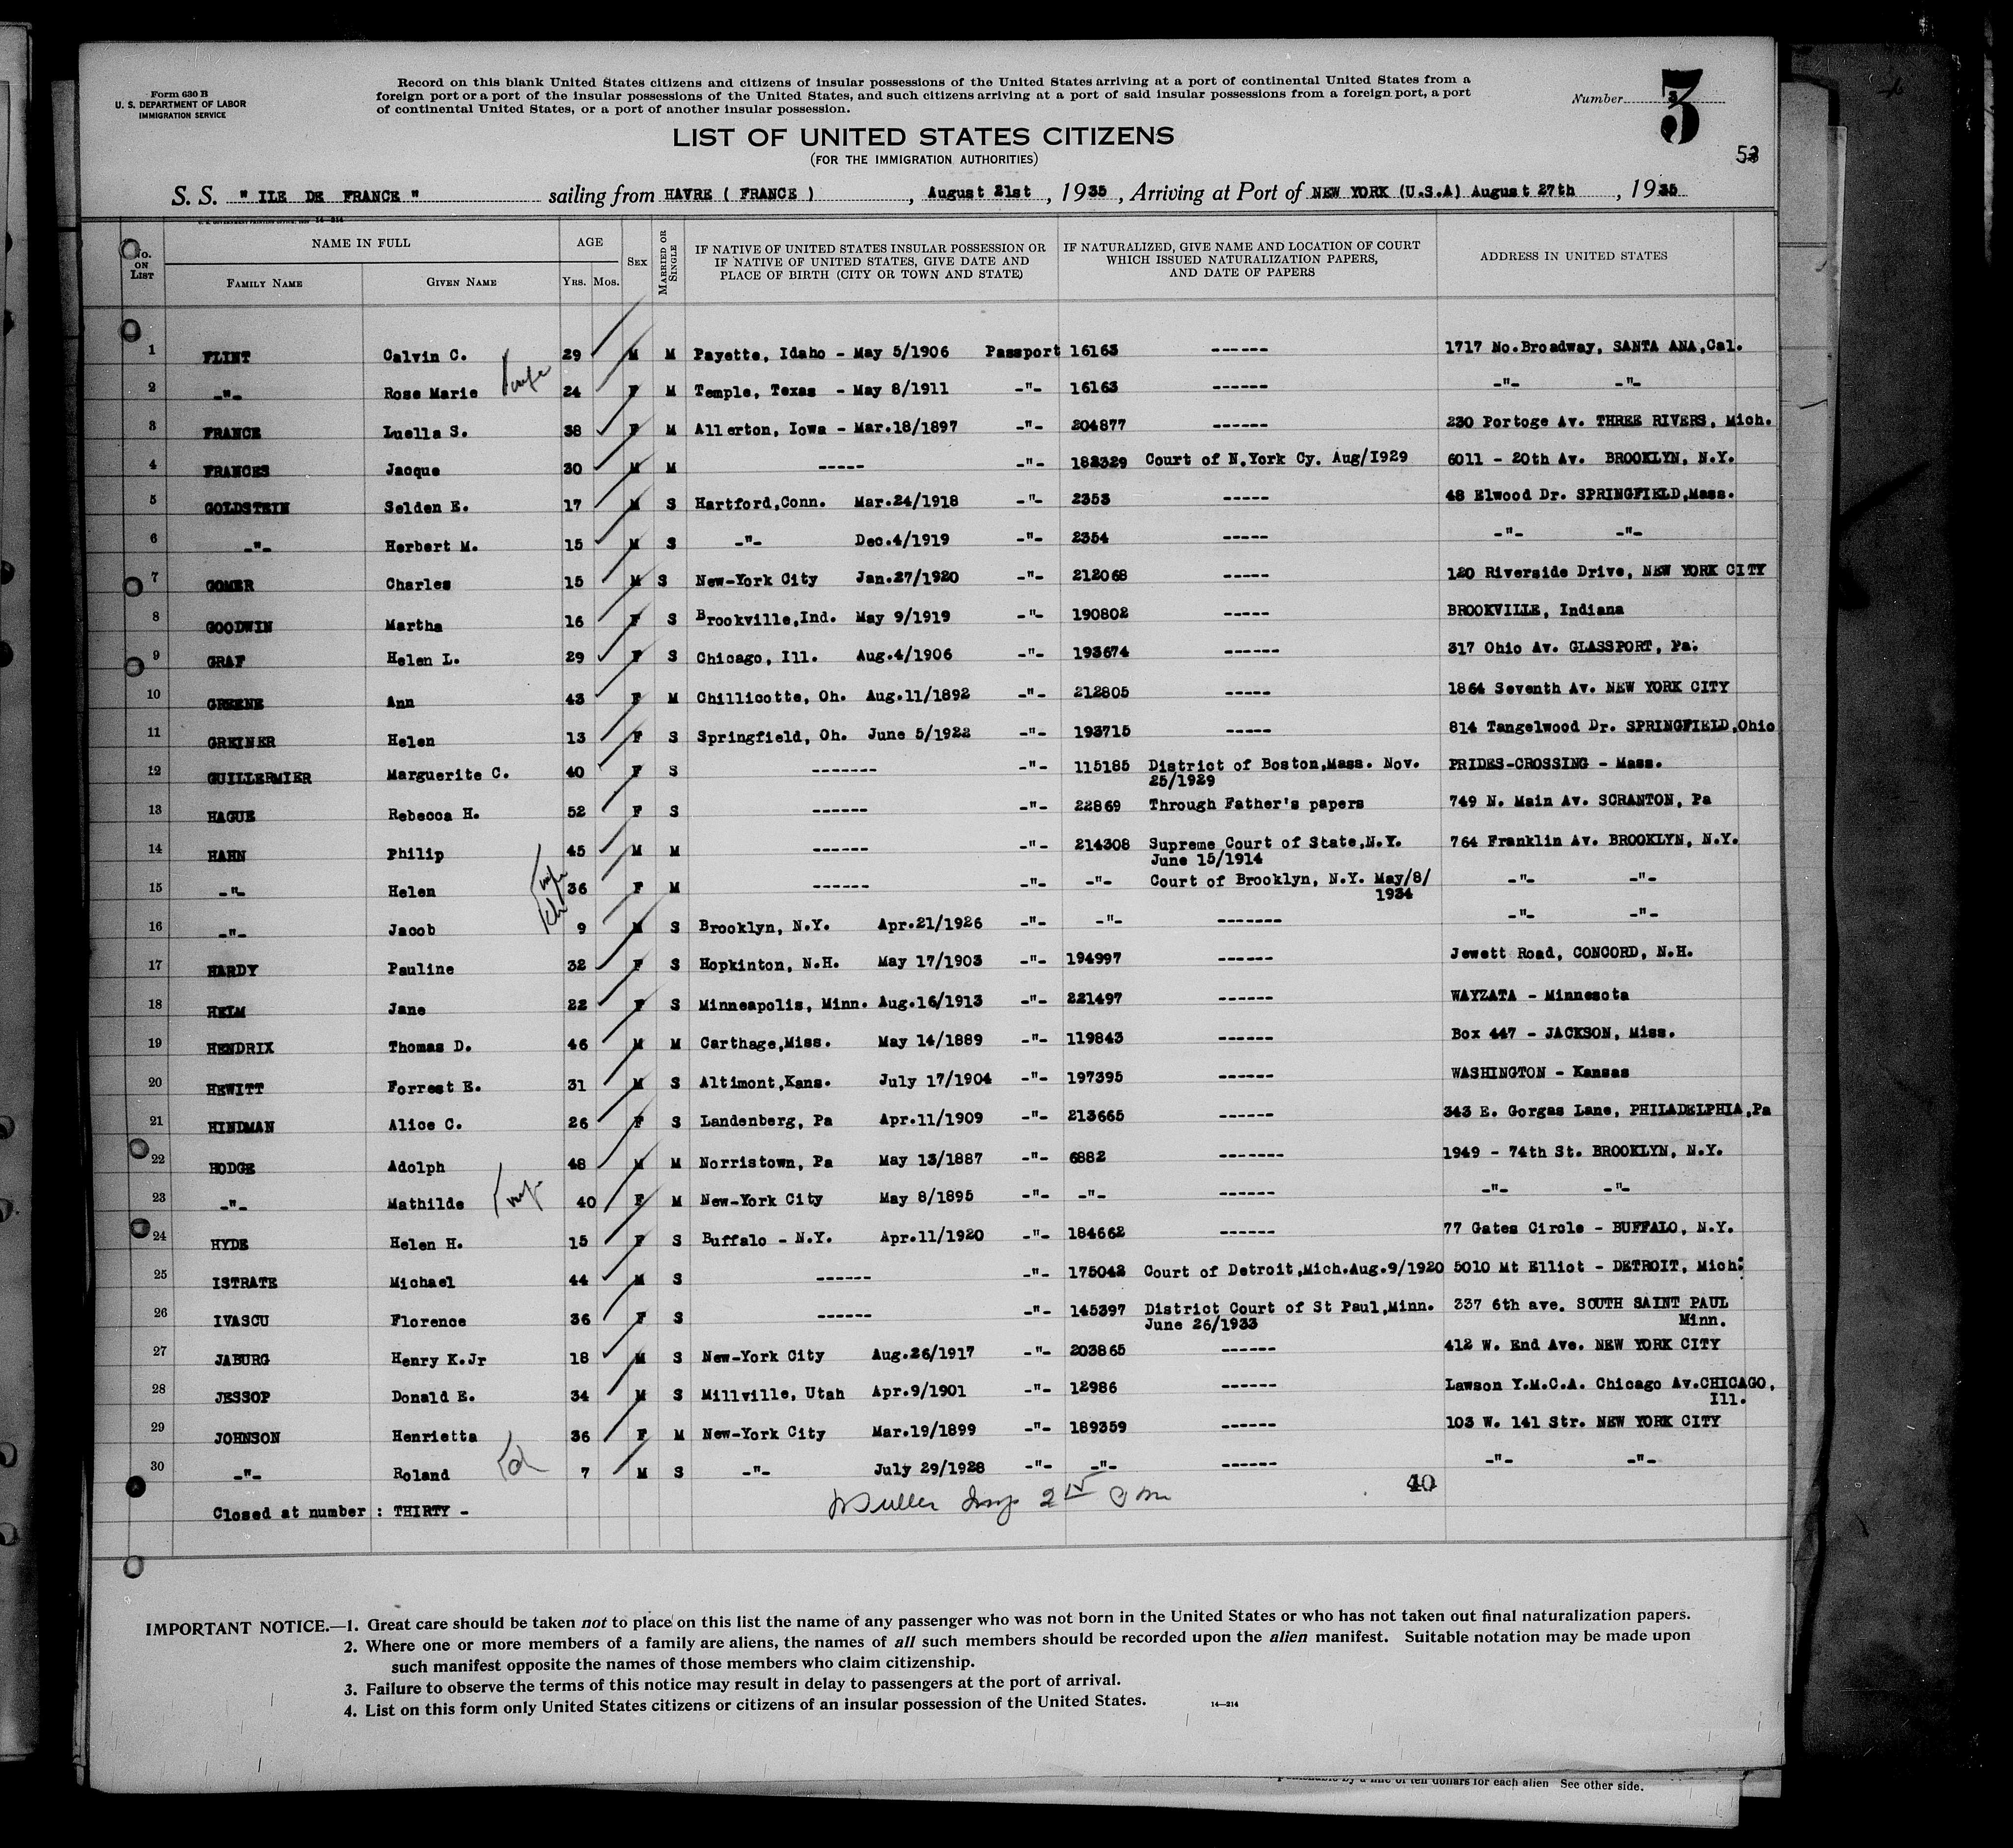 Form 630 B
U. S. DEPARTMENT OF LABOR
IMMIGRATION SERVICE
Record on this blank United States citizens and citizens of insular possessions of the United States arriving at a port of continental United States from a
foreign port or a port of the insular possessions of the United States, and such citizens arriving at a port of said insular possessions from a foreign port, a port
of continental United States, or a port of another insular possession.
Number 3
3
LIST OF UNITED STATES CITIZENS
(FOR THE IMMIGRATION AUTHORITIES)
S. S. " ILE DE FRANCE " sailing from HAVRE ( FRANCE ) , August 21st , 1935 , Arriving at Port of NEW YORK (U.S.A) August 27th , 1935
No. ON LIST NAME IN FULL AGE SEX MARRIED OR SINGLE IF NATIVE OF UNITED STATES INSULAR POSSESSION OR IF NATIVE OF UNITED STATES, GIVE DATE AND PLACE OF BIRTH (CITY OR TOWN AND STATE) IF NATURALIZED, GIVE NAME AND LOCATION OF COURT WHICH ISSUED NATURALIZATION PAPERS, AND DATE OF PAPERS ADDRESS IN UNITED STATES
FAMILY NAME GIVEN NAME YRS. MOS.
1 FLINT Calvin C. 29 M M Payette, Idaho - May 5/1906 Passport 16163 ------ 1717 No.Broadway, SANTA ANA,Cal.
2 -"- Rose Marie 24 F M Temple, Texas - May 8/1911 -"- 16163 ------ -"- -"-
3 FRANCE Luella S. 38 F M Allerton, Iowa - Mar.18/1897 -"- 204877 ------ 230 Portoge Av. THREE RIVERS, Mich.
4 FRANCES Jacque 30 M M ----- -"- 182329 Court of N.York Cy. Aug/I929 6011 - 20th Av. BROOKLYN, N.Y.
5 GOLDSTEIN Selden E. 17 M S Hartford,Conn. Mar.24/1918 -"- 2353 ----- 48 Elwood Dr. SPRINGFIELD,Mass.
6 -"- Herbert M. 15 M S -"- Dec.4/1919 -"- 2354 ----- -"- -"-
7 GOMER Charles 15 M S New-York City Jan.27/1920 -"- 212068 ----- 120 Riverside Drive, NEW YORK CITY
8 GOODWIN Martha 16 F S Brookville,Ind. May 9/1919 -"- 190802 ----- BROOKVILLE, Indiana
9 GRAF Helen L. 29 F S Chicago, Ill. Aug.4/1906 -"- 193674 ------ 317 Ohio Av. GLASSPORT, Pa.
10 GREENE Ann 43 F M Chillicotte, Oh. Aug.11/1892 -"- 212805 ----- 1864 Seventh Av. NEW YORK CITY
11 GREINER Helen 13 F S Springfield, Oh. June 5/1922 -"- 193715 ----- 814 Tangelwood Dr. SPRINGFIELD,Ohio
12 GUILLERMIER Marguerite C. 40 F S ------- -"- 115185 District of Boston,Mass. Nov. PRIDES-CROSSING - Mass.
25/1929
13 HAGUE Rebecca H. 52 F S ------ -"- 22869 Through Father's papers 749 N. Main Av. SCRANTON, Pa
14 HAHN Philip 45 M M ------ -"- 214308 Supreme Court of State,N.Y. 764 Franklin Av. BROOKLYN, N.Y.
June 15/1914
15 -"- Helen 36 F M ------ -"- -"- Court of Brooklyn, N.Y. May/8/ -"- -"-
1934
16 -"- Jacob 9 M S Brooklyn, N.Y. Apr.21/1926 -"- -"- ------- -"- -"-
17 HARDY Pauline 32 F S Hopkinton, N.H. May 17/1903 -"- 194997 ------ Jewett Road, CONCORD, N.H.
18 HEIM Jane 22 F S Minneapolis, Minn. Aug.16/1913 -"- 221497 ------ WAYZATA - Minnesota
19 HENDRIX Thomas D. 46 M M Carthage,Miss. May 14/1889 -"- 119843 ------ Box 447 - JACKSON, Miss.
20 HEWITT Forrest E. 31 M S Altimont,Kans. July 17/1904 -"- 197395 ------ WASHINGTON - Kansas
21 HINDMAN Alice C. 26 F S Landenberg, Pa Apr.11/1909 -"- 213665 ------ 343 E. Gorgas Lane, PHILADELPHIA,Pa
22 HODGE Adolph 48 M M Norristown, Pa May 13/1887 -"- 6882 ------- 1949 - 74th St. BROOKLYN, N.Y.
23 -"- Mathilde 40 F M New-York City May 8/1895 -"- -"- ------ -"- -"-
24 HYDE Helen H. 15 F S Buffalo - N.Y. Apr.11/1920 -"- 184662 ------ 77 Gates Circle - BUFFALO, N.Y.
25 ISTRATE Michael 44 M S ------ -"- 175042 Court of Detroit,Mich.Aug.9/1920 5010 Mt Elliot - DETROIT, Mich.
26 IVASCU Florence 36 F S ------ -"- 145397 District Court of St Paul,Minn. 337 6th ave. SOUTH SAINT PAUL
June 26/1933 Minn.
27 JABURG Henry K.Jr 18 M S New-York City Aug.26/1917 -"- 203865 ------ 412 W. End Ave. NEW YORK CITY
28 JESSOP Donald E. 34 M S Millville, Utah Apr.9/1901 -"- 12986 ------ Lawson Y.M.C.A. Chicago Av.CHICAGO,
Ill.
29 JOHNSON Henrietta 36 F M New-York City Mar.19/1899 -"- 189359 ------ 103 W. 141 Str. NEW YORK CITY
30 -"- Roland 7 M S -"- July 29/1928 -"- -"- ------ -"- -"-
40
Closed at number : THIRTY -
IMPORTANT NOTICE.—1. Great care should be taken not to place on this list the name of any passenger who was not born in the United States or who has not taken out final naturalization papers.
2. Where one or more members of a family are aliens, the names of all such members should be recorded upon the alien manifest. Suitable notation may be made upon
such manifest opposite the names of those members who claim citizenship.
3. Failure to observe the terms of this notice may result in delay to passengers at the port of arrival.
4. List on this form only United States citizens or citizens of an insular possession of the United States. 14—214
of ten dollars for each alien See other side.